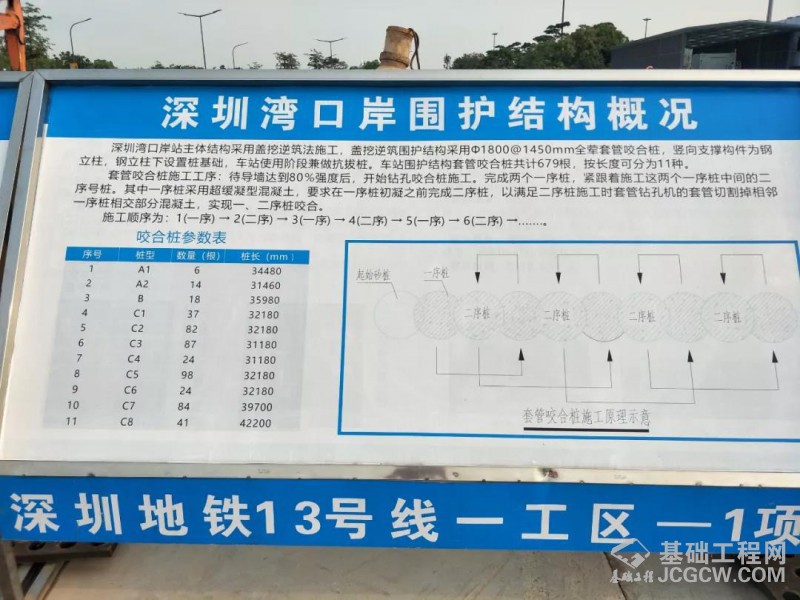 深圳湾口岸围护结构概况
深圳湾口岸站主体结构采用盖挖逆筑法施工，盖挖逆筑围护结构采用Φ1800@1450mm全荤套管咬合桩，竖向支撑构件为钢
立柱，钢立柱下设置桩基础，车站使用阶段兼做抗拔桩。车站围护结构套管咬合桩共计679根，按长度可分为11种。
套管咬合桩施工工序：待导墙达到80%强度后，开始钻孔咬合桩施工。完成两个一序桩，紧跟着施工这两个一序桩中间的二
序号桩。其中一序桩采用超缓凝型混凝土，要求在一序桩初凝之前完成二序桩，以满足二序桩施工时套管钻孔机的套管切割掉相邻
一序桩相交部分混凝土，实现一、二序桩咬合。
施工顺序为：1(一序) → 2(二序) → 3(一序) → 4(二序) → 5(一序) → 6(二序) →.......。
咬合桩参数表
序号 桩型 数量（根） 桩长（mm）
1 A1 6 34480
2 A2 14 31460
3 B 18 35980
4 C1 37 32180
5 C2 82 32180
6 C3 87 31180
7 C4 24 31180
8 C5 98 32180
9 C6 24 32180
10 C7 84 39700
11 C8 41 42200
起始砂桩 一序桩
二序桩 二序桩 二序桩 二序桩
套管咬合桩施工原理示意
深圳地铁13号线一工区—1项
基础工程网
基础工程 JCGCW.COM